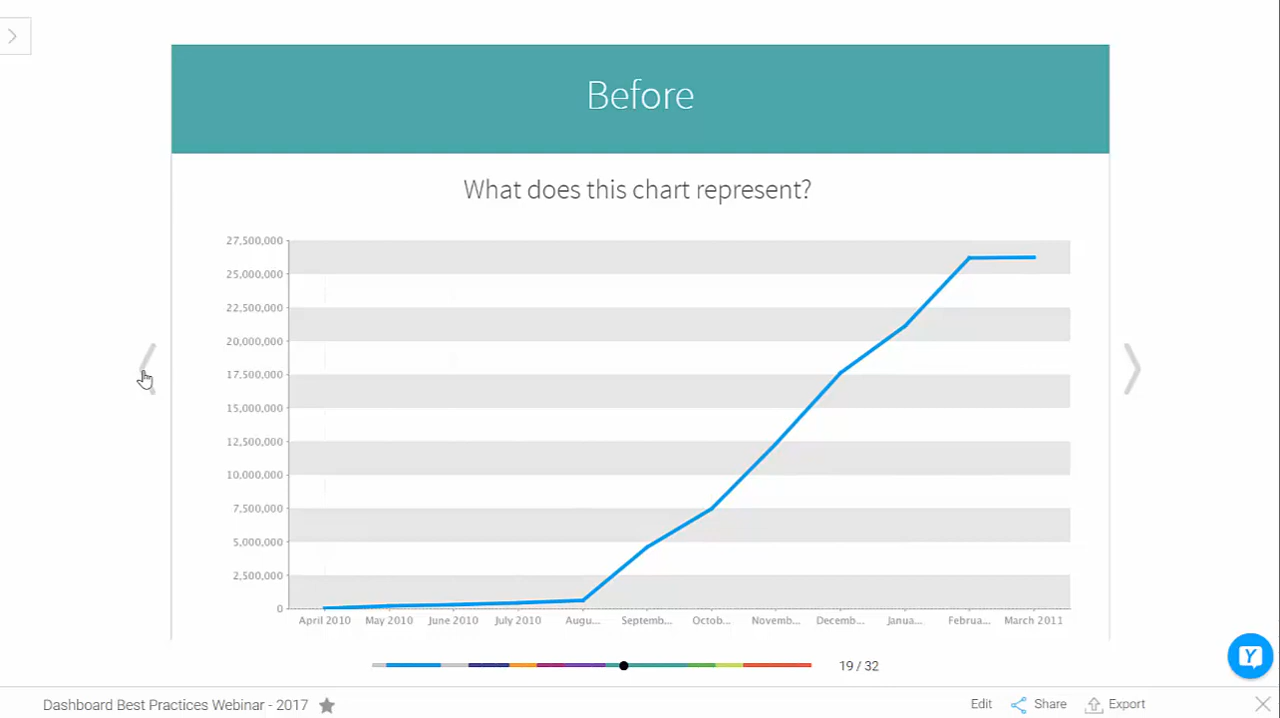 Before
What does this chart represent?
27,500,000
25,000,000
22,500,000
20,000,000
17,500,000
15,000,000
12,500,000
10,000,000
7,500,000
5,000,000
2,500,000
0
April 2010 May 2010 June 2010 July 2010 Augu... Septemb... Octob... Novemb... Decemb... Janua... Februa... March 2011
19 / 32
Y
Dashboard Best Practices Webinar - 2017 Edit Share Export